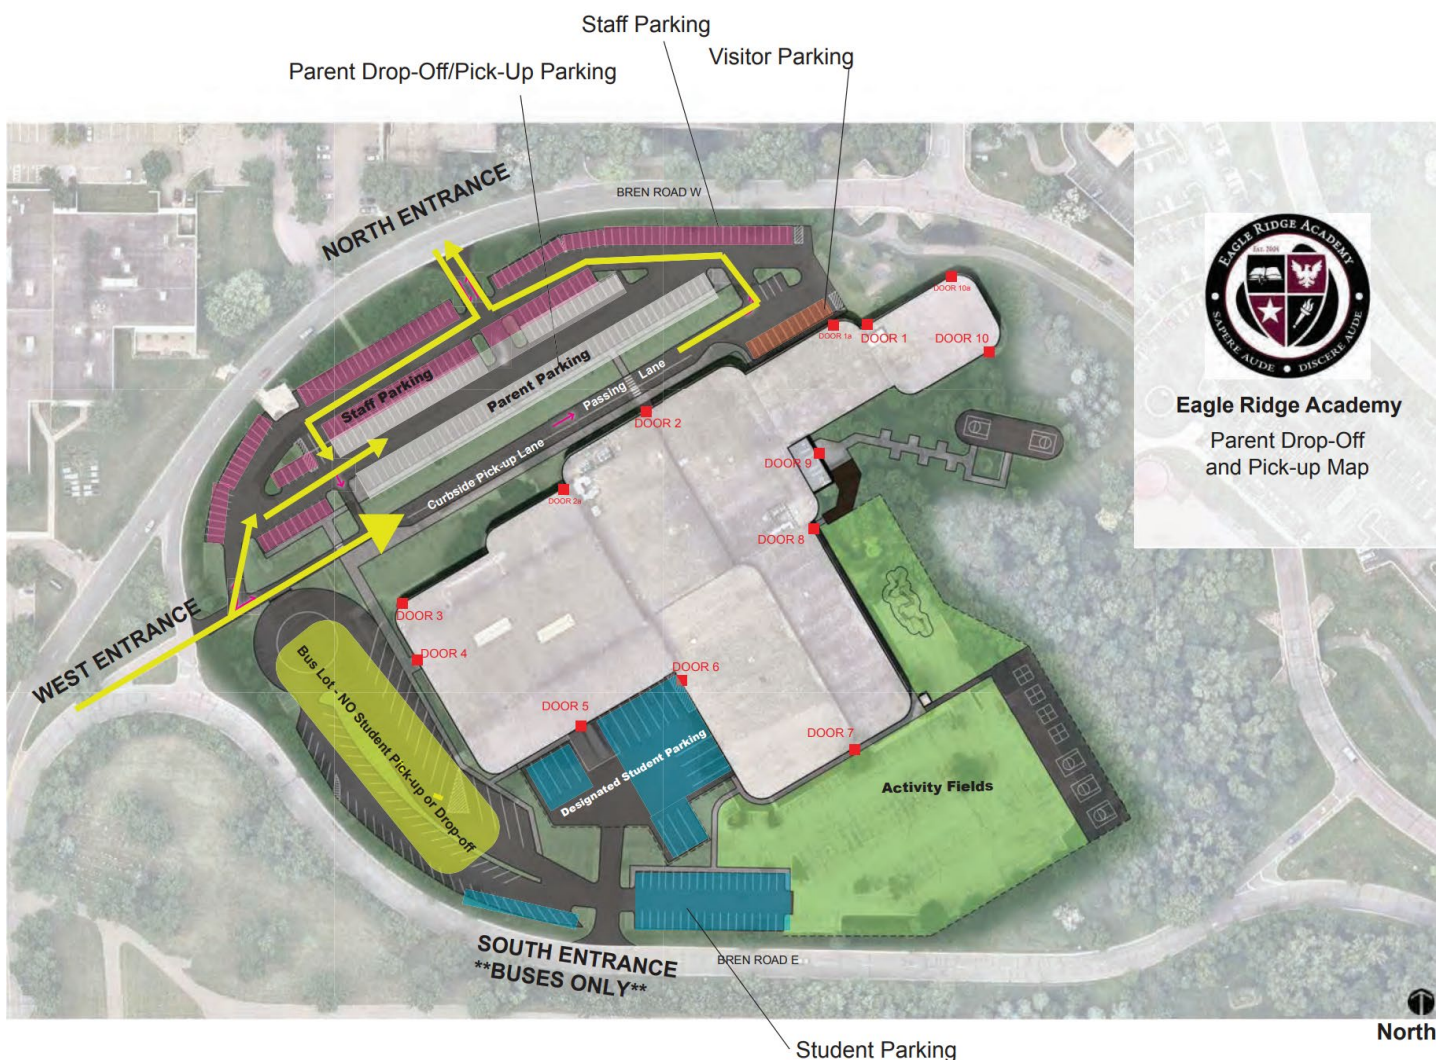 Staff Parking
Visitor Parking
Parent Drop-Off/Pick-Up Parking
NORTH ENTRANCE
BREN ROAD W
EAGLE RIDGE ACADEMY
Est. 2004
SAPERE AUDE • DISCERE AUDE
Eagle Ridge Academy
Parent Drop-Off
and Pick-up Map
DOOR 10a
DOOR 1a
DOOR 1
DOOR 10
Staff Parking
Parent Parking
Passing Lane
Curbside Pick-up Lane
DOOR 2
DOOR 9
DOOR 2a
DOOR 8
DOOR 3
WEST ENTRANCE
DOOR 4
DOOR 6
Bus Lot - NO Student Pick-up or Drop-off
DOOR 5
DOOR 7
Designated Student Parking
Activity Fields
SOUTH ENTRANCE
**BUSES ONLY**
BREN ROAD E
North
Student Parking